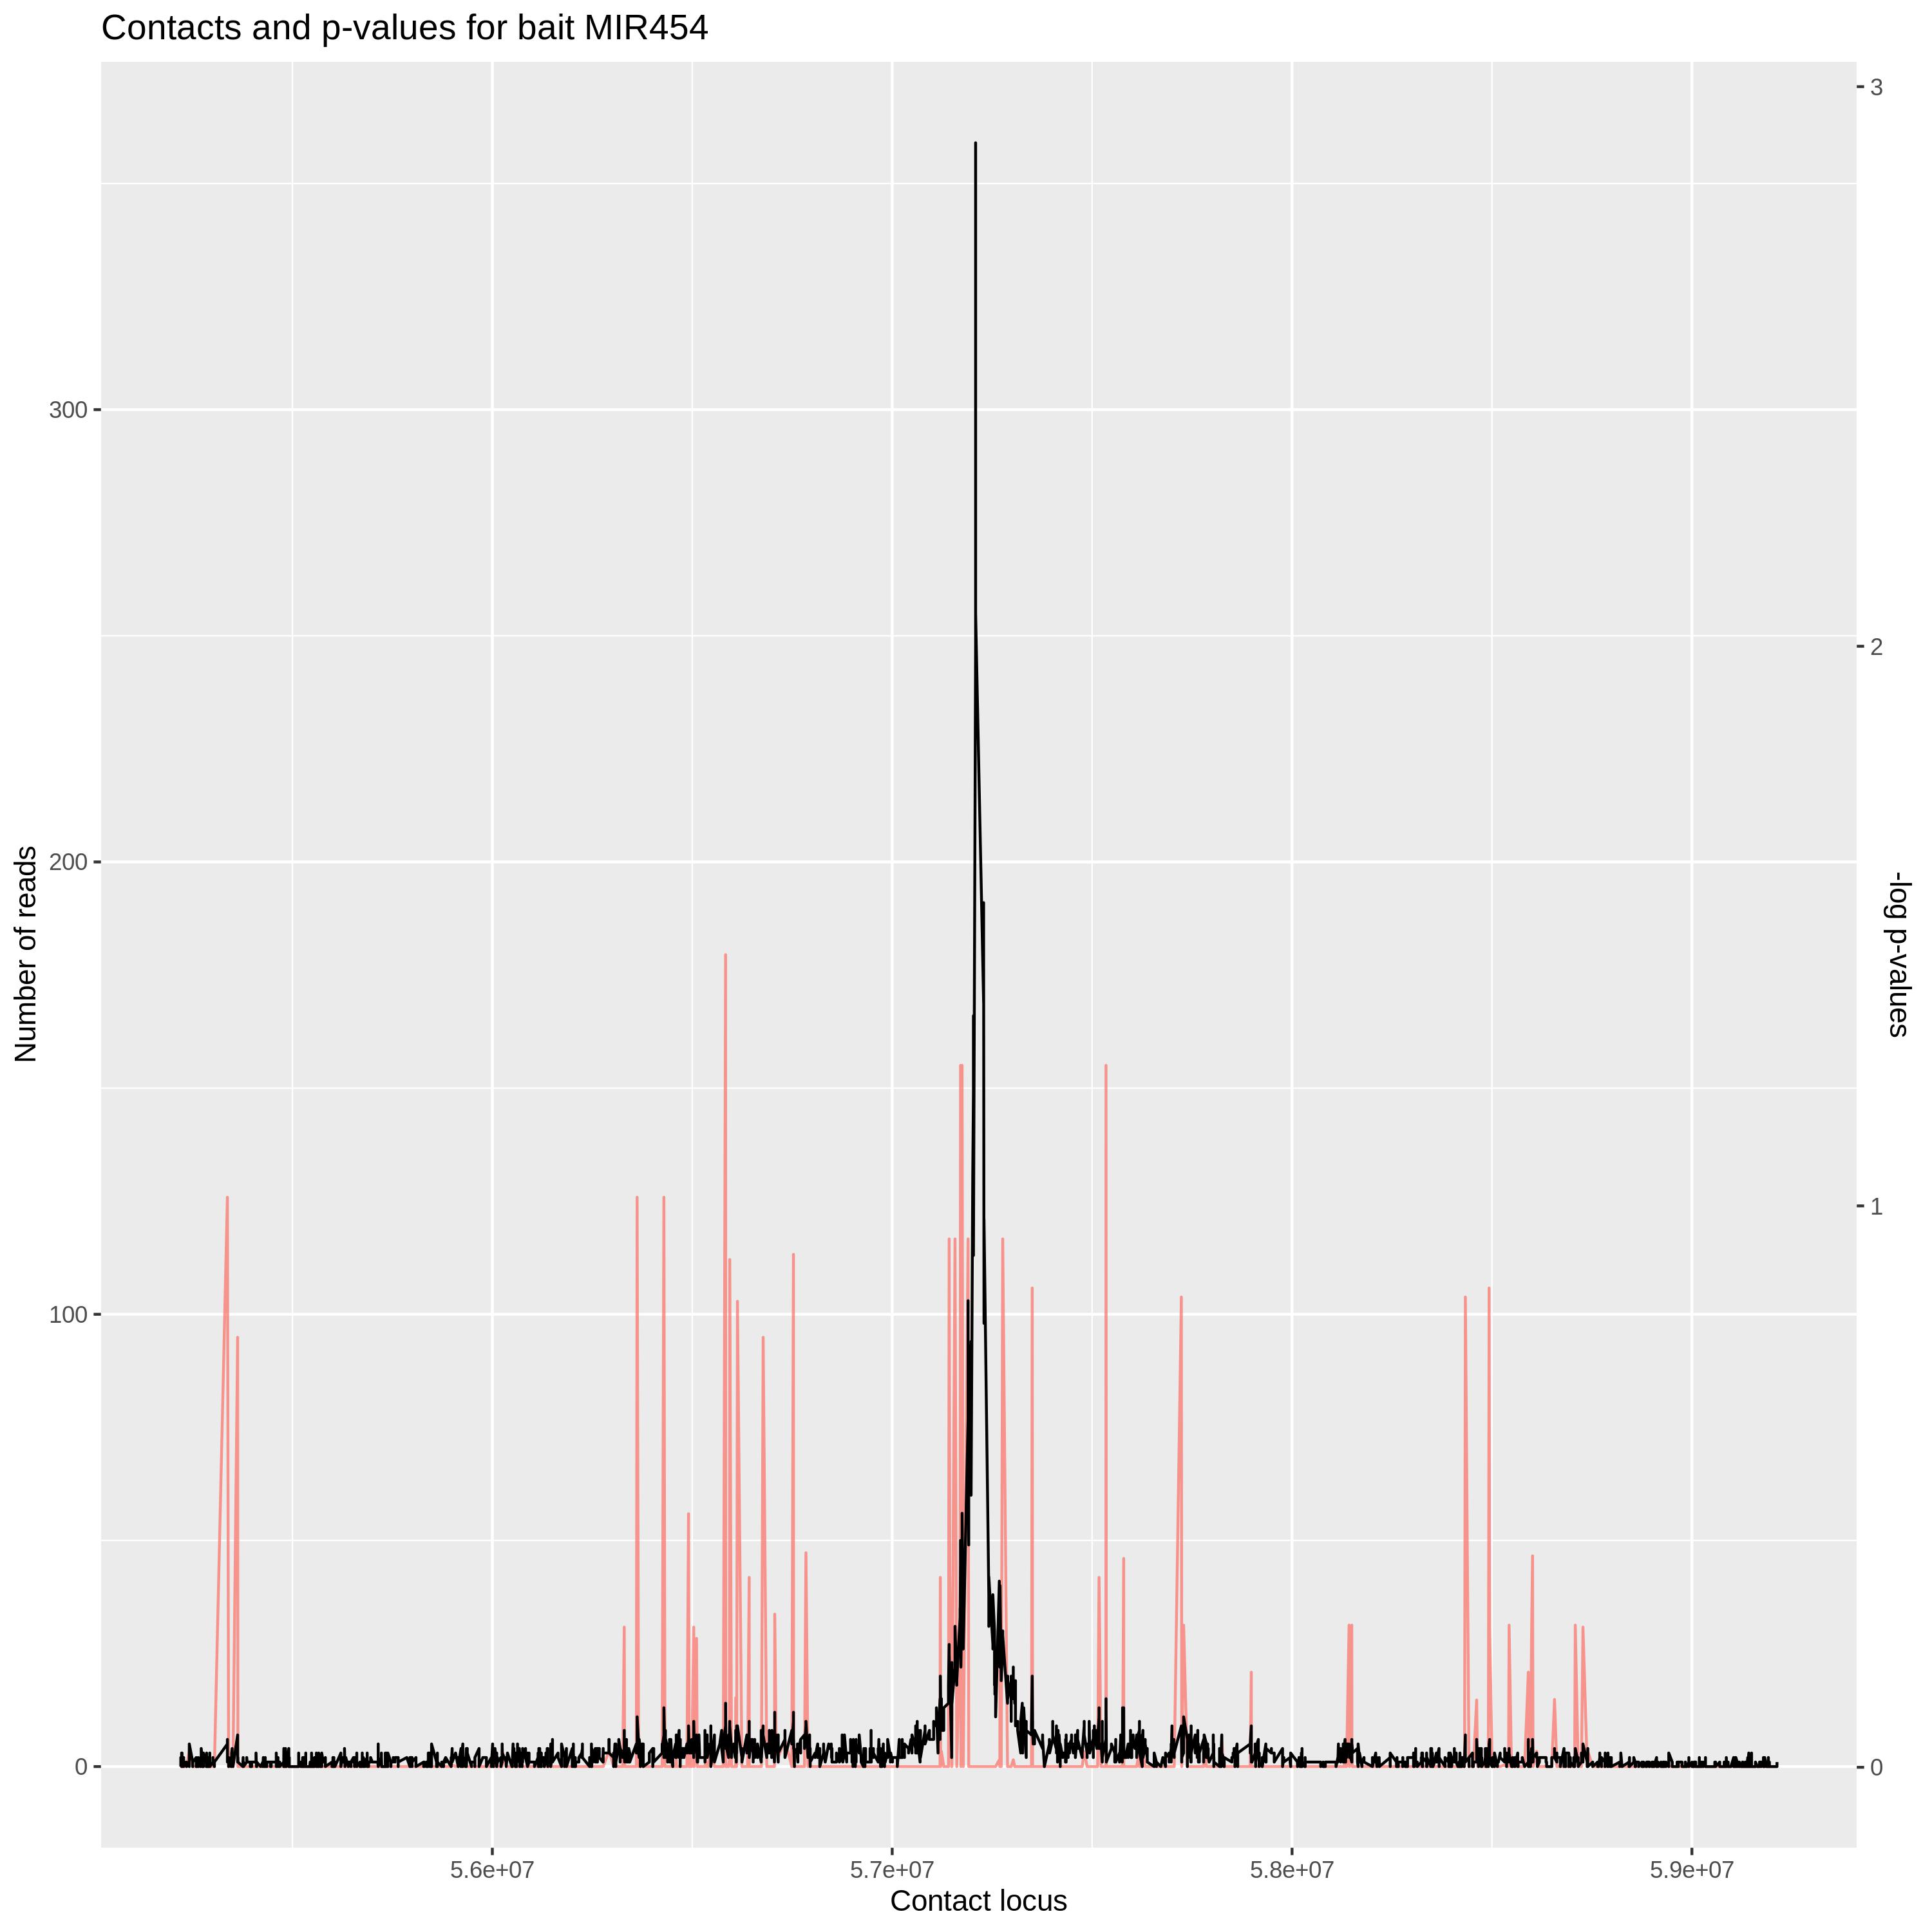 Contacts and p-values for bait MIR454
3
300
2
200
Number of reads
-log p-values
1
100
0
0
5.6e+07
5.7e+07
5.8e+07
5.9e+07
Contact locus